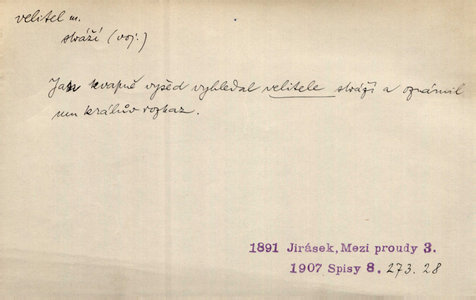 velitel m.
stráží (voj.)
Jan kvapně vyšed vyhledal velitele stráží a oznámil
mu králův rozkaz.
1891 Jirásek, Mezi proudy 3.
1907 Spisy 8. 273. 28